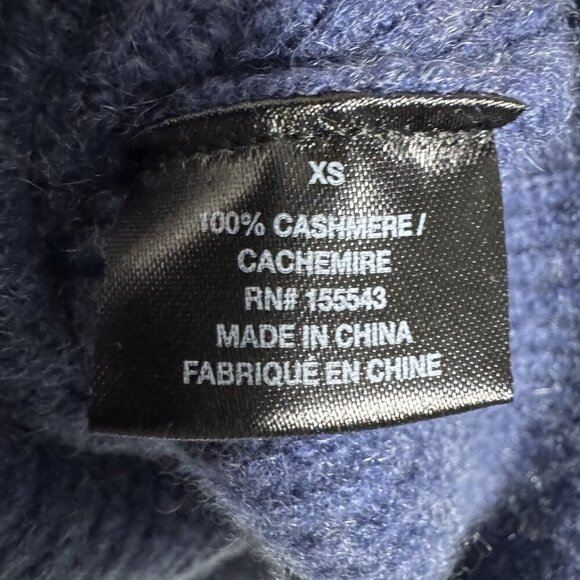 XS
100% CASHMERE /
CACHEMIRE
RN# 155543
MADE IN CHINA
FABRIQUÉ EN CHINE